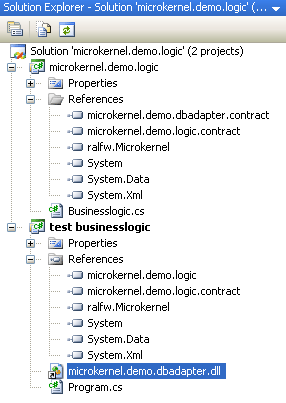 Solution Explorer - Solution 'microkernel.demo.logic' (...
Solution 'microkernel.demo.logic' (2 projects)
microkernel.demo.logic
Properties
References
microkernel.demo.dbadapter.contract
microkernel.demo.logic.contract
ralfw.Microkernel
System
System.Data
System.Xml
Businesslogic.cs
test businesslogic
Properties
References
microkernel.demo.logic
microkernel.demo.logic.contract
ralfw.Microkernel
System
System.Data
System.Xml
microkernel.demo.dbadapter.dll
Program.cs